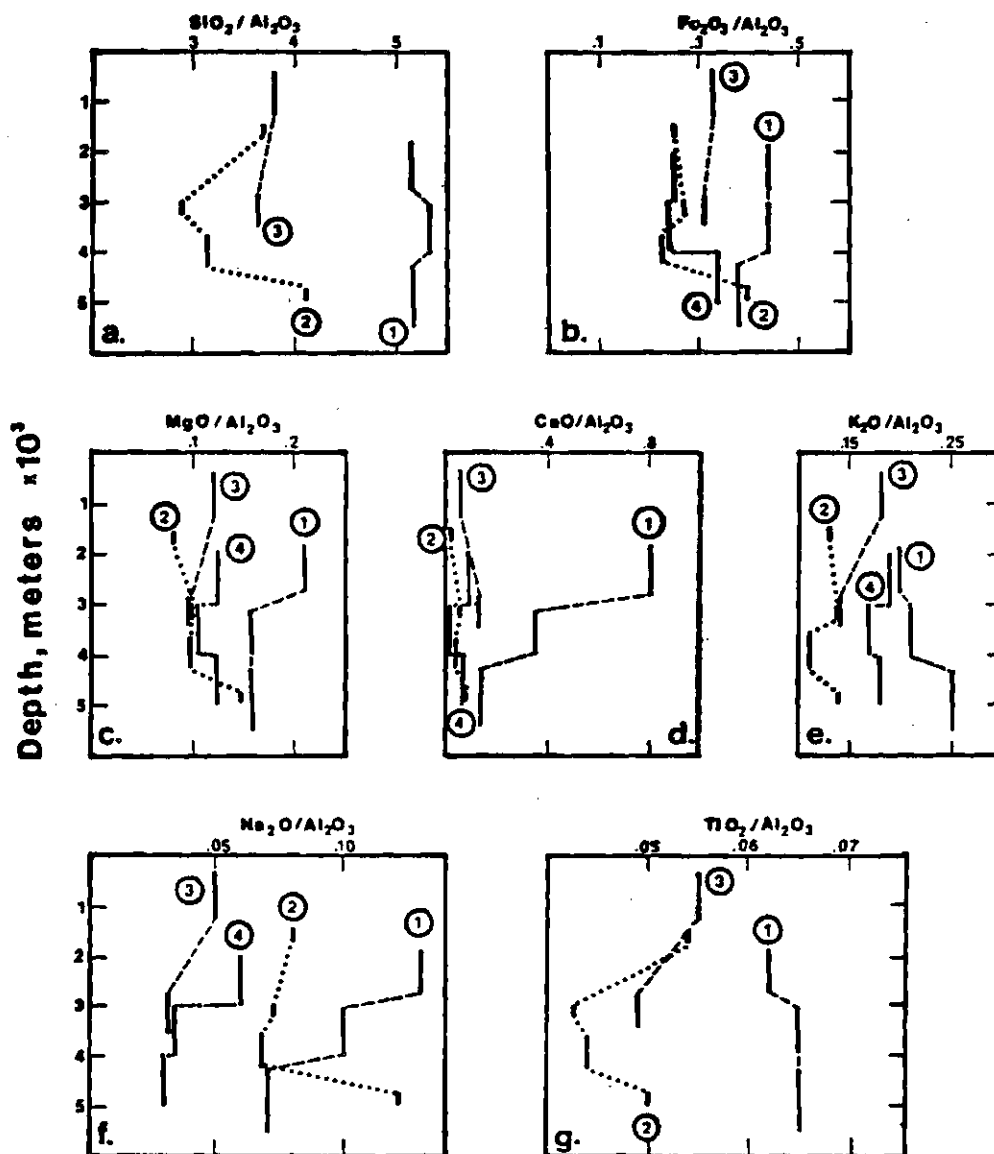 SiO₂/Al₂O₃
3 4 5
1
2
3
4
5
③
③
②
①
a.
Fe₂O₃/Al₂O₃
.1 .3 .5
③
①
④
②
b.
Depth, meters x10³
MgO/Al₂O₃
.1 .2
1
2
3
4
5
②
③
④
①
c.
CaO/Al₂O₃
.4 .8
③
②
①
④
d.
K₂O/Al₂O₃
.15 .25
③
②
①
④
e.
Na₂O/Al₂O₃
.05 .10
1
2
3
4
5
③
④
②
①
f.
TiO₂/Al₂O₃
.05 .06 .07
③
①
②
g.